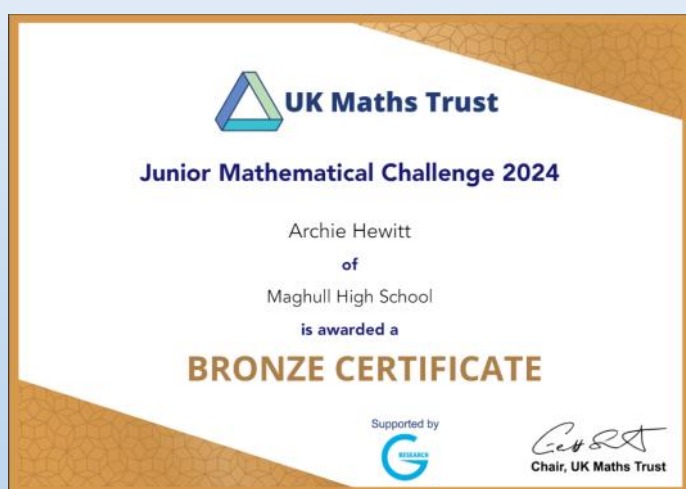 UK Maths Trust
Junior Mathematical Challenge 2024
Archie Hewitt
of
Maghull High School
is awarded a
BRONZE CERTIFICATE
Supported by
G
RESEARCH
Chair, UK Maths Trust